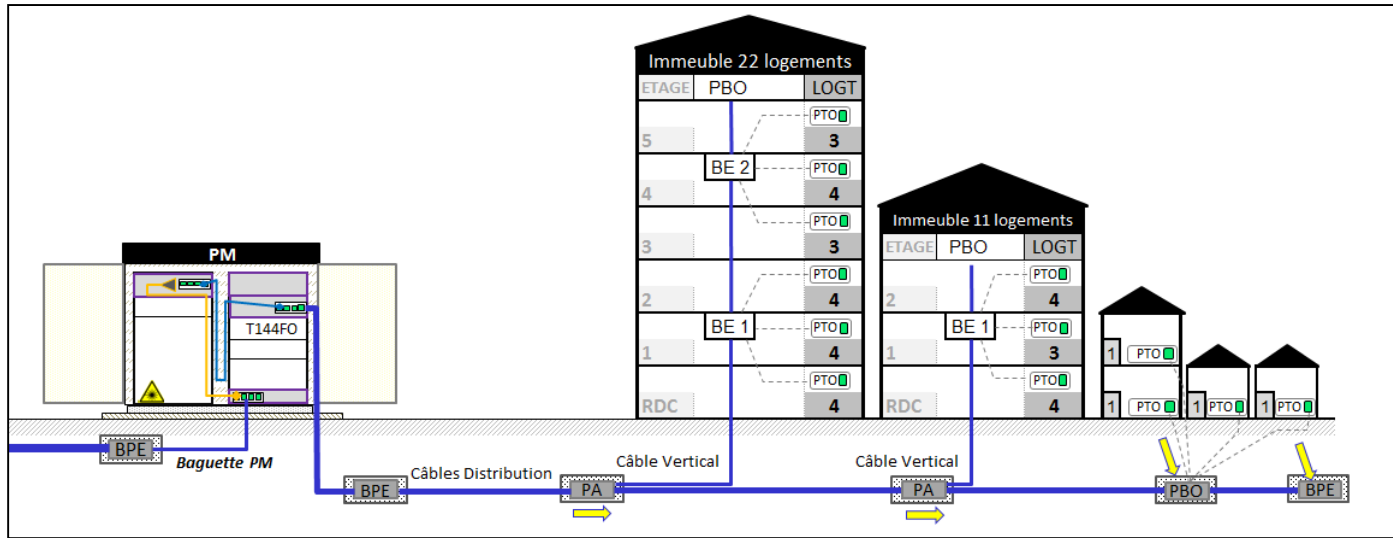 Immeuble 22 logements
ETAGE PBO LOGT
PTO
5 3
BE 2 PTO
4 4
PTO
3 3
PTO
2 4
BE 1 PTO
1 4
PTO
RDC 4
Immeuble 11 logements
ETAGE PBO LOGT
PTO
2 4
BE 1 PTO
1 3
PTO
RDC 4
1 PTO
1 PTO
1 PTO
1 PTO
PM
T144FO
BPE
Baguette PM
BPE
Câbles Distribution
PA
Câble Vertical
PA
Câble Vertical
PBO
BPE